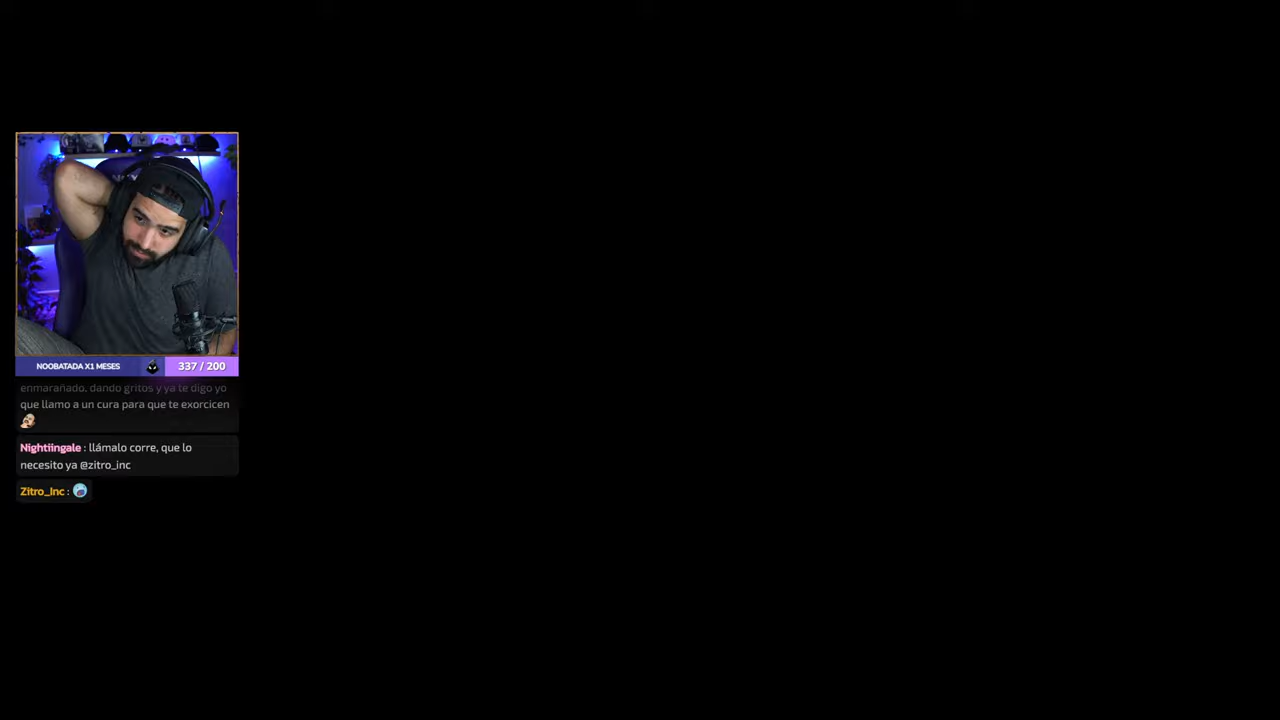 NOOBATADA X1 MESES
337 / 200
enmarañado, dando gritos y ya te digo yo
que llamo a un cura para que te exorcicen
Nightiingale : llámalo corre, que lo
necesito ya @zitro_inc
Zitro_Inc :